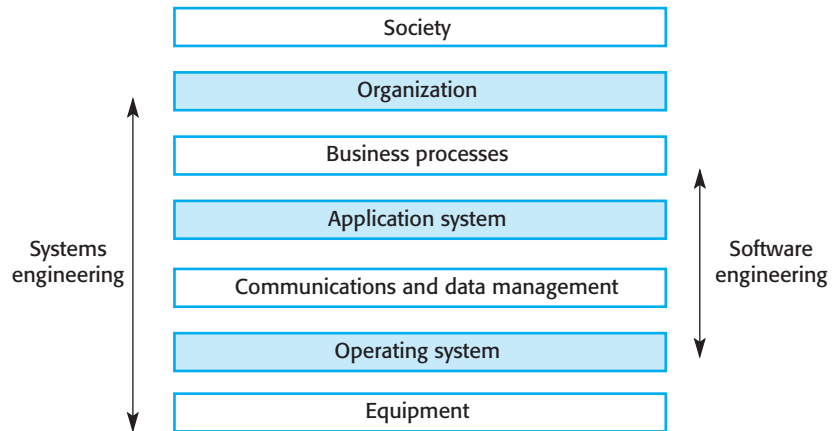 Society
Organization
Business processes
Application system
Systems
engineering
Software
engineering
Communications and data management
Operating system
Equipment